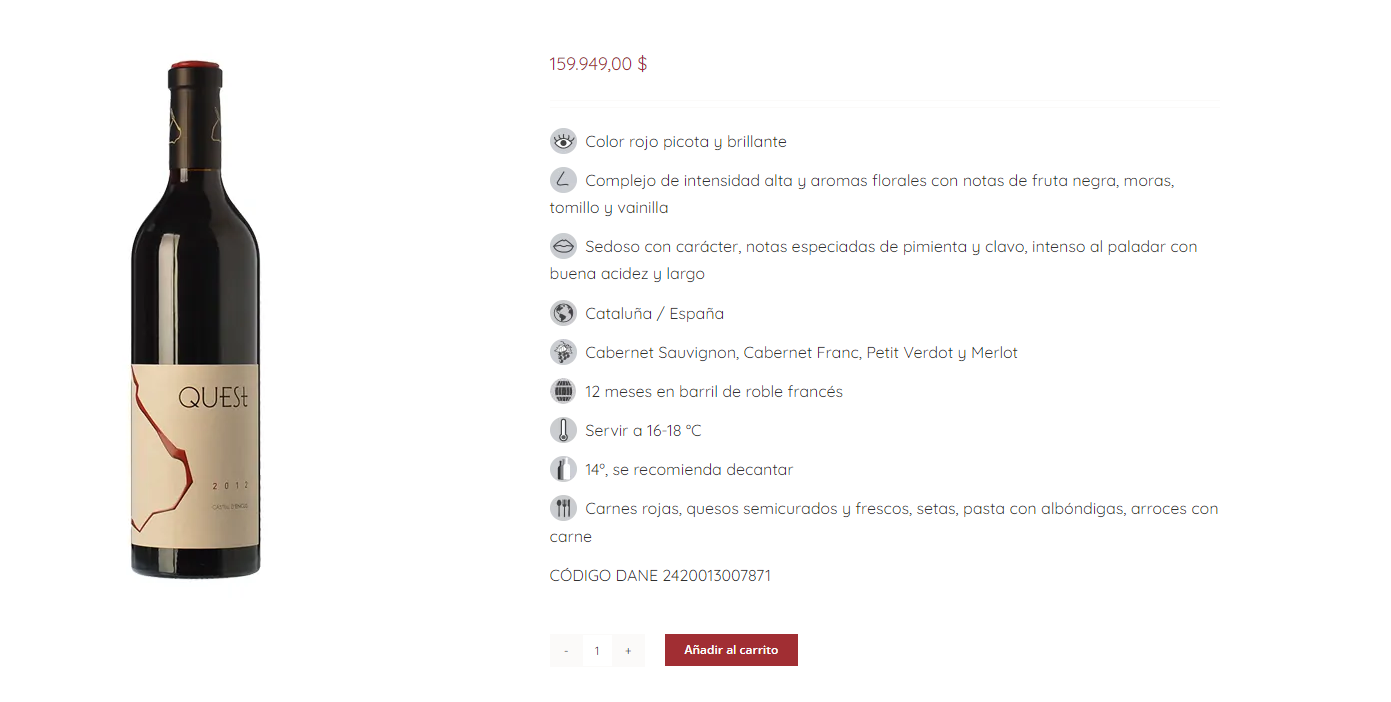 159.949,00 $
Color rojo picota y brillante
Complejo de intensidad alta y aromas florales con notas de fruta negra, moras,
tomillo y vainilla
Sedoso con carácter, notas especiadas de pimienta y clavo, intenso al paladar con
buena acidez y largo
Cataluña / España
Cabernet Sauvignon, Cabernet Franc, Petit Verdot y Merlot
12 meses en barril de roble francés
Servir a 16-18 °C
14°, se recomienda decantar
Carnes rojas, quesos semicurados y frescos, setas, pasta con albóndigas, arroces con
carne
CÓDIGO DANE 2420013007871
- 1 +
Añadir al carrito
QUESt
2012